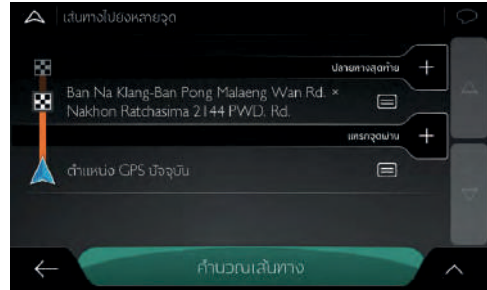 เส้นทางไปยังหลายจุด
ปลายทางสุดท้าย
Ban Na Klang-Ban Pong Malaeng Wan Rd. ×
Nakhon Ratchasima 2144 PWD. Rd.
แทรกจุดผ่าน
ตำแหน่ง GPS ปัจจุบัน
คำนวณเส้นทาง